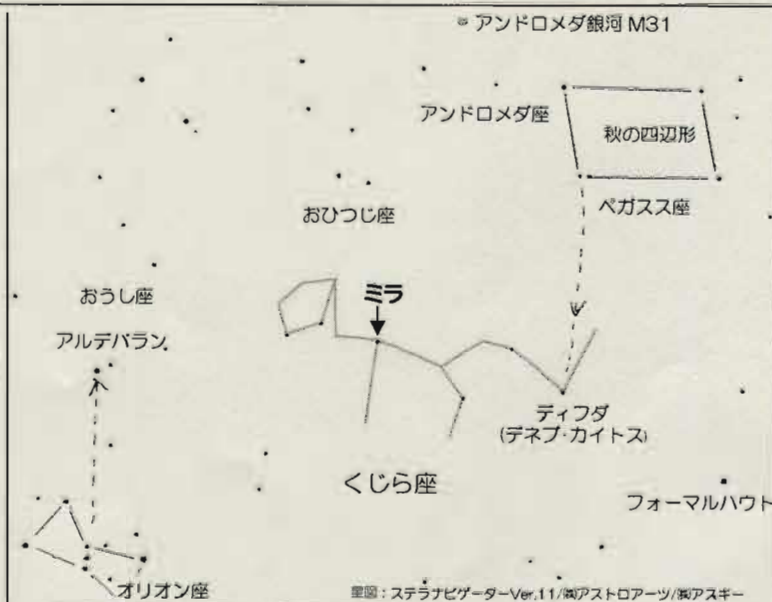 アンドロメダ銀河 M31
アンドロメダ座
秋の四辺形
ペガスス座
おひつじ座
おうし座
ミラ
アルデバラン
ディフダ
(デネブ・カイトス)
くじら座
フォーマルハウト
オリオン座
星図:ステラナビゲーターVer.11/㈱アストロアーツ/㈱アスキー